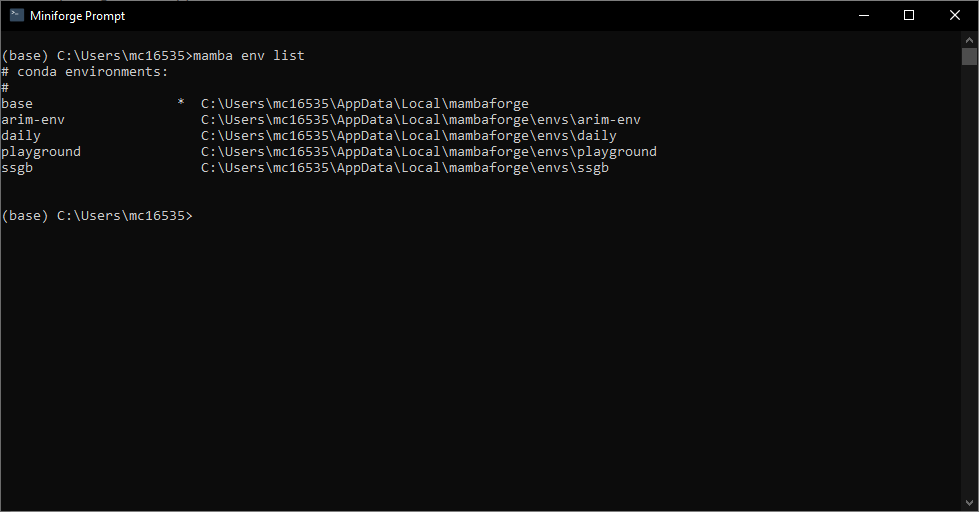 Miniforge Prompt
(base) C:\Users\mc16535>mamba env list
# conda environments:
#
base                  *  C:\Users\mc16535\AppData\Local\mambaforge
arim-env                 C:\Users\mc16535\AppData\Local\mambaforge\envs\arim-env
daily                    C:\Users\mc16535\AppData\Local\mambaforge\envs\daily
playground               C:\Users\mc16535\AppData\Local\mambaforge\envs\playground
ssgb                     C:\Users\mc16535\AppData\Local\mambaforge\envs\ssgb
(base) C:\Users\mc16535>